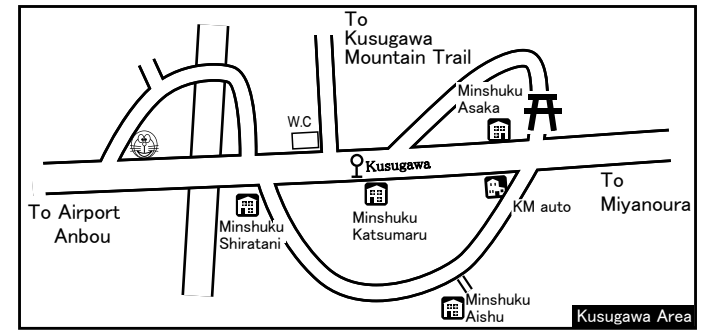 To
Kusugawa
Mountain Trail
Minshuku
Asaka
W.C
Kusugawa
To Airport
Anbou
Minshuku
Shiratani
Minshuku
Katsumaru
KM auto
To
Miyanoura
Minshuku
Aishu
Kusugawa Area